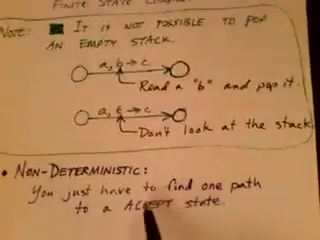 FINITE STATE CONTROL
NOTE: IT IS NOT POSSIBLE TO POP
AN EMPTY STACK.
a, b → c
READ A "b" AND POP IT.
a, ε → c
DON'T LOOK AT THE STACK
• NON-DETERMINISTIC:
YOU JUST HAVE TO FIND ONE PATH
TO A ACCEPT STATE.